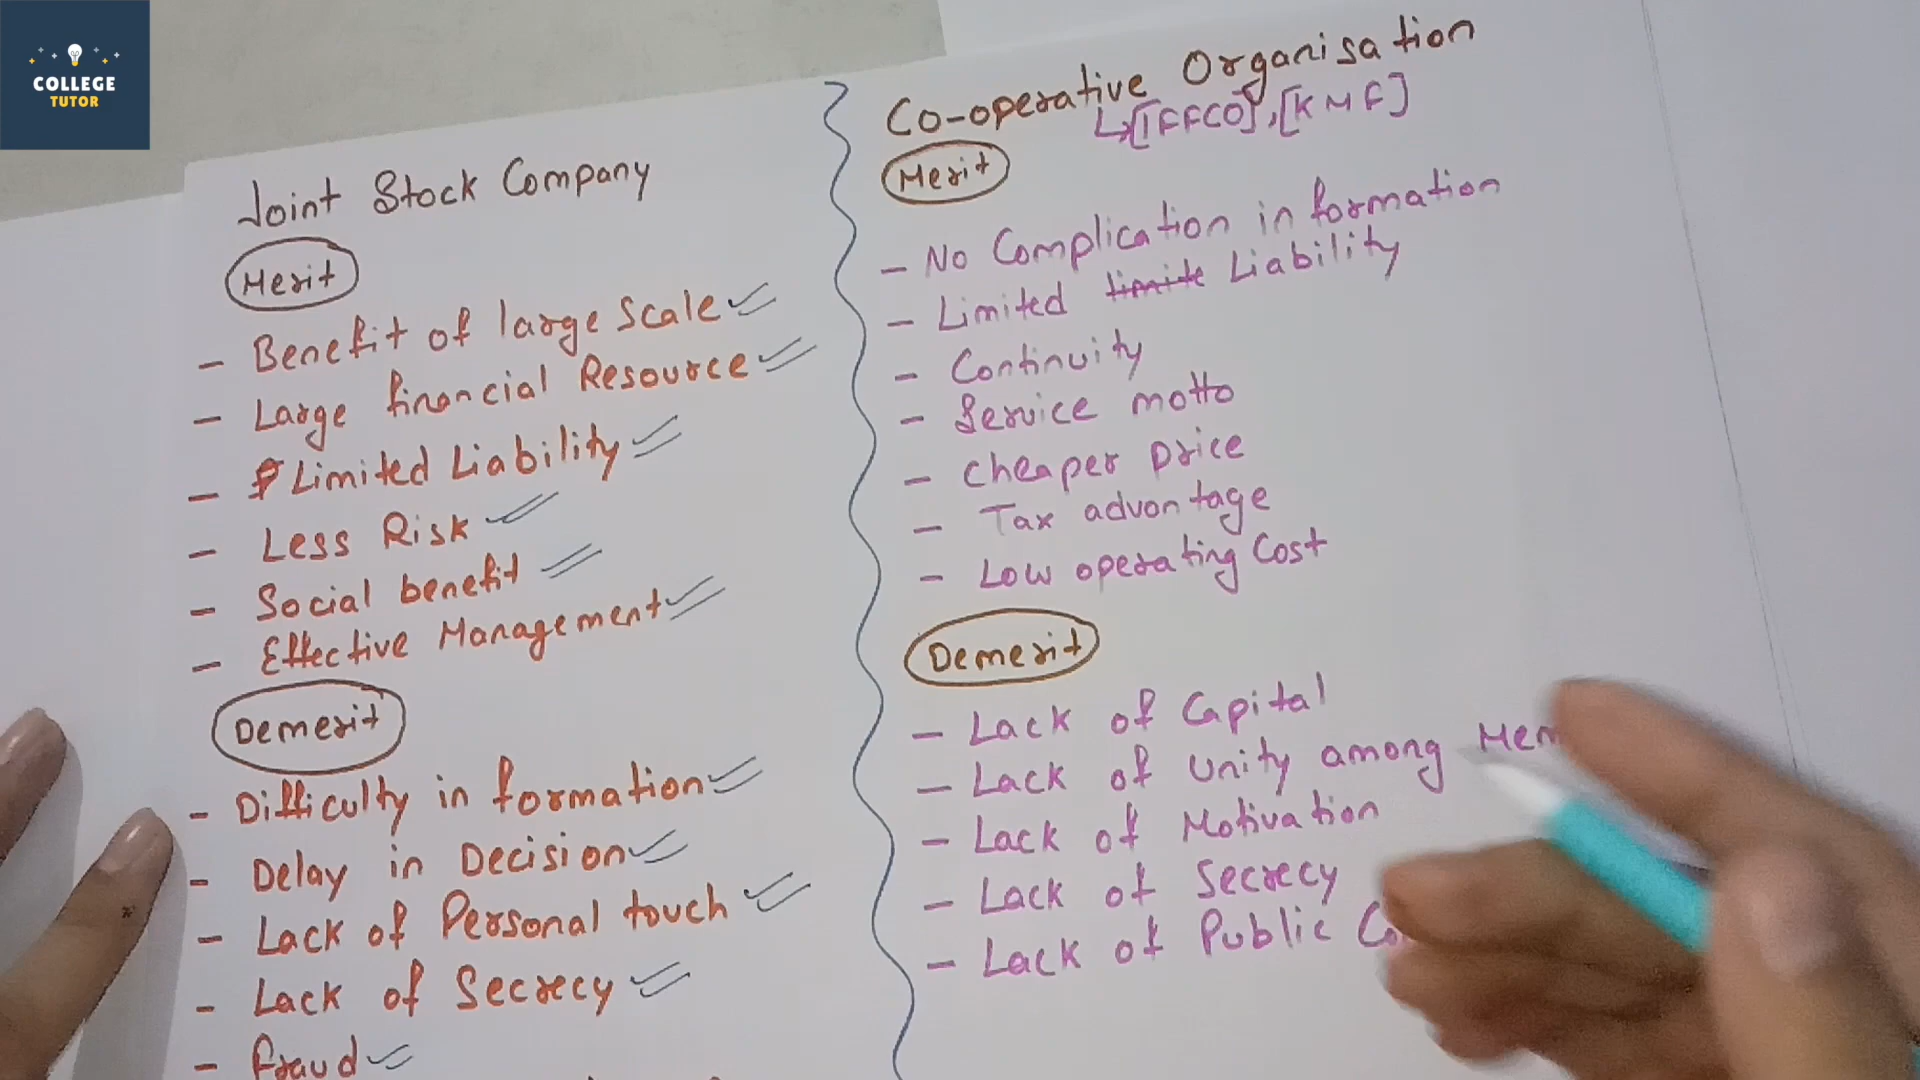 COLLEGE
TUTOR
Joint Stock Company
Merit
- Benefit of large Scale
- Large financial Resource
- Limited Liability
- Less Risk
- Social benefit
- Effective Management
Demerit
- Difficulty in formation
- Delay in Decision
- Lack of Personal touch
- Lack of Secrecy
- fraud
Co-operative Organisation
[IFFCO], [KMF]
Merit
- No Complication in formation
- Limited limite Liability
- Continuity
- Service motto
- Cheaper price
- Tax advantage
- Low operating Cost
Demerit
- Lack of Capital
- Lack of Unity among
- Lack of Motivation
- Lack of Secrecy
- Lack of Public